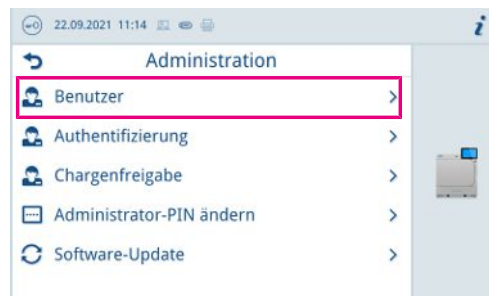 22.09.2021 11:14
i
Administration
Benutzer
Authentifizierung
Chargenfreigabe
Administrator-PIN ändern
Software-Update